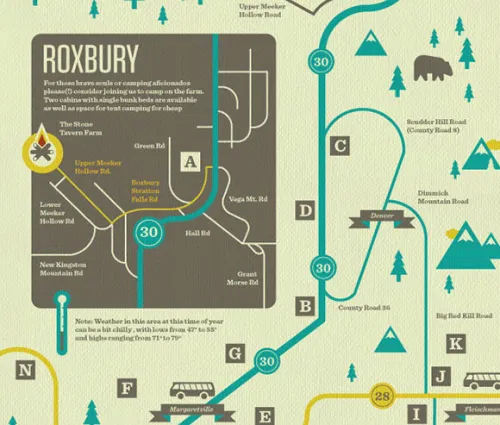 Upper Meeker
Hollow Road
30
ROXBURY
For those brave souls or camping aficionados
please(!) consider joining us to camp on the farm.
Two cabins with single bunk beds are available
as well as space for tent camping for cheap
The Stone
Tavern Farm
Green Rd
A
Upper Meeker
Hollow Rd.
Roxbury
Stratton
Falls Rd
Lower
Meeker
Hollow Rd
Vega Mt. Rd
30
Hall Rd
New Kingston
Mountain Rd
Grant
Morse Rd
Scudder Hill Road
(County Road 8)
C
Dimmick
Mountain Road
D
Denver
30
B
County Road 36
Big Red Kill Road
Note: Weather in this area at this time of year
can be a bit chilly, with lows from 47° to 55°
and highs ranging from 71° to 79°
K
G
30
N
J
F
28
Margaretville
E
I
Fleischman